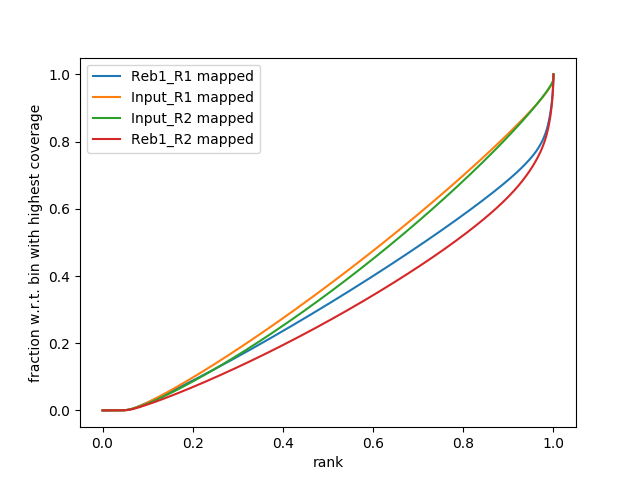 Reb1_R1 mapped
Input_R1 mapped
Input_R2 mapped
Reb1_R2 mapped
fraction w.r.t. bin with highest coverage
1.0
0.8
0.6
0.4
0.2
0.0
0.0 0.2 0.4 0.6 0.8 1.0
rank